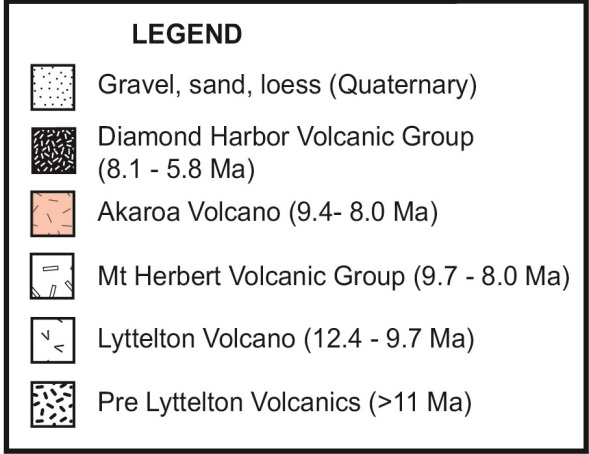 LEGEND
Gravel, sand, loess (Quaternary)
Diamond Harbor Volcanic Group
(8.1 - 5.8 Ma)
Akaroa Volcano (9.4- 8.0 Ma)
Mt Herbert Volcanic Group (9.7 - 8.0 Ma)
Lyttelton Volcano (12.4 - 9.7 Ma)
Pre Lyttelton Volcanics (>11 Ma)